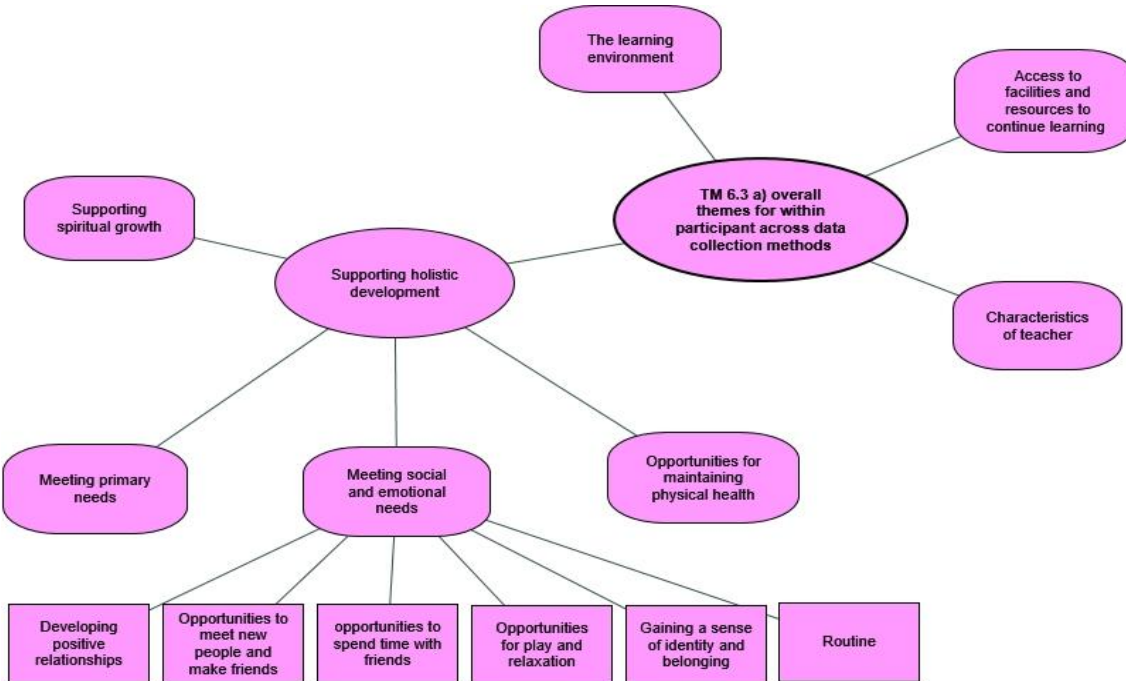 The learning
environment
Access to
facilities and
resources to
continue learning
TM 6.3 a) overall
themes for within
participant across data
collection methods
Supporting
spiritual growth
Supporting holistic
development
Characteristics
of teacher
Meeting primary
needs
Meeting social
and emotional
needs
Opportunities for
maintaining
physical health
Developing
positive
relationships
Opportunities to
meet new
people and
make friends
opportunities to
spend time with
friends
Opportunities
for play and
relaxation
Gaining a sense
of identity and
belonging
Routine